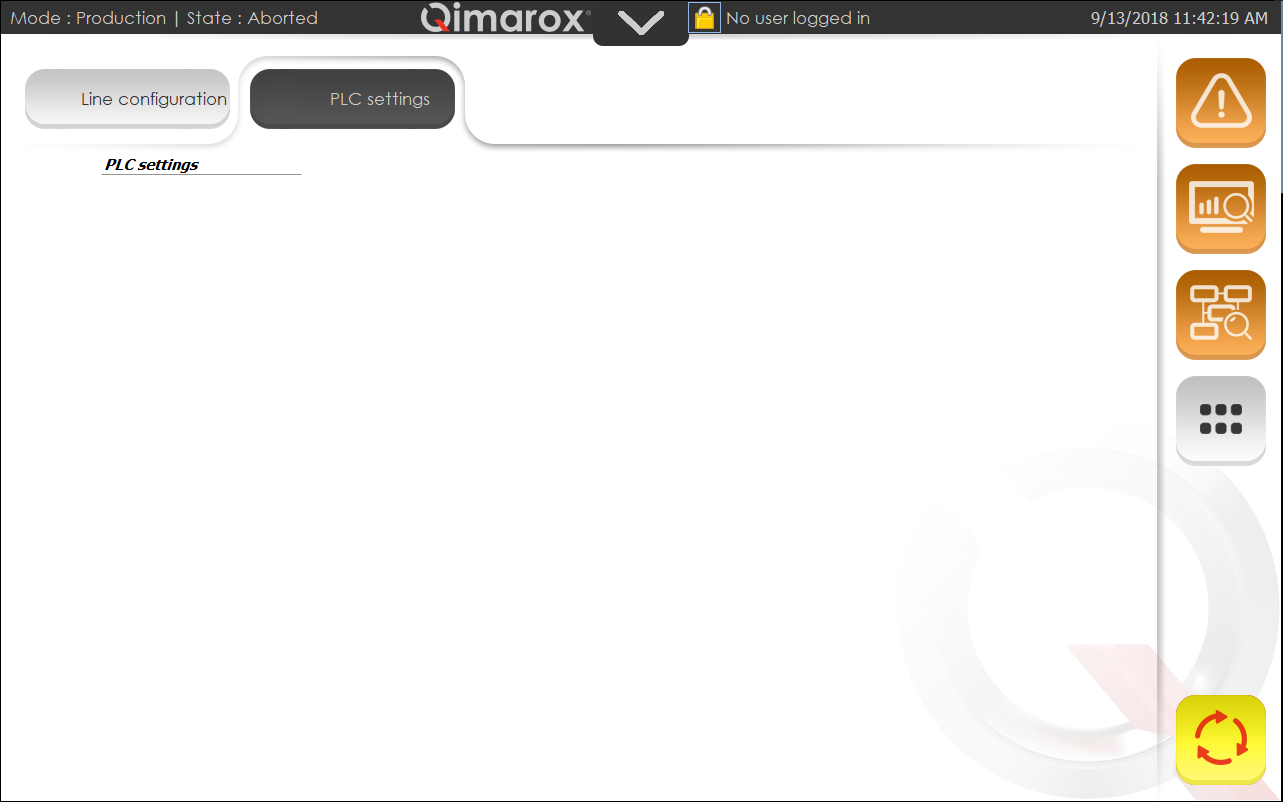 Mode : Production | State : Aborted
Qimarox®
No user logged in
9/13/2018 11:42:19 AM
Line configuration
PLC settings
PLC settings